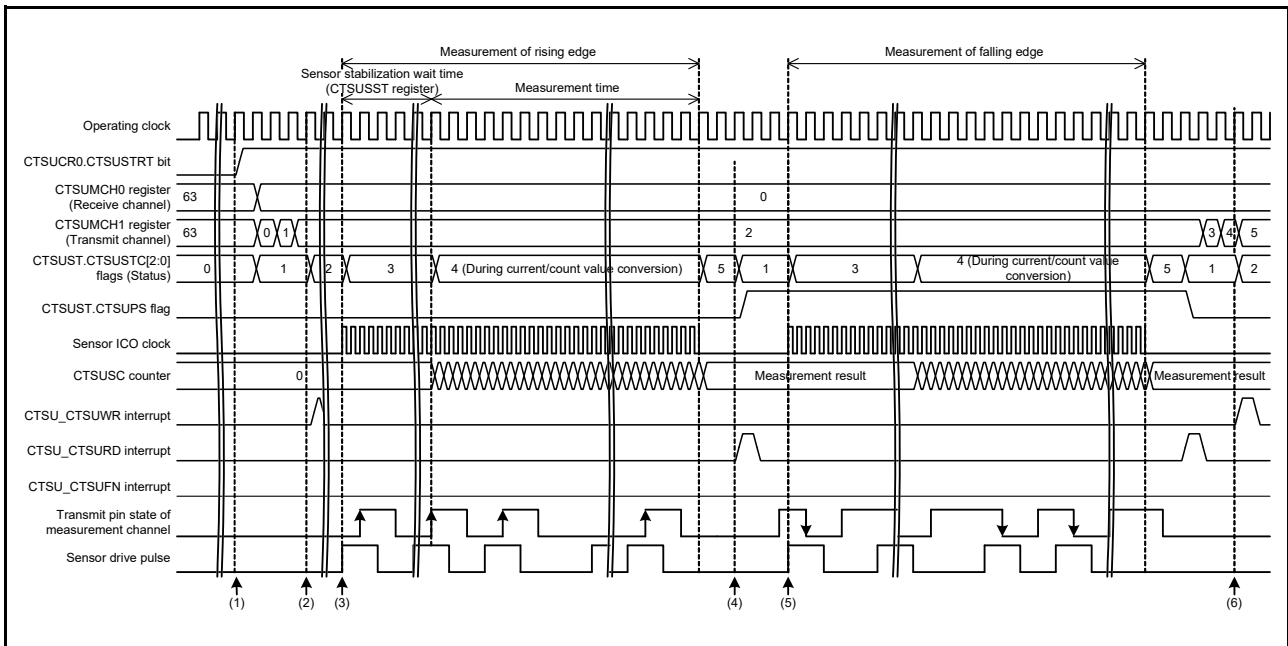 Measurement of rising edge
Measurement of falling edge
Sensor stabilization wait time
(CTSUSST register)
Measurement time
Operating clock
CTSUCR0.CTSUSTRT bit
CTSUMCH0 register
(Receive channel)
63
0
CTSUMCH1 register
(Transmit channel)
63
0
1
2
3
4
5
CTSUST.CTSUSTC[2:0]
flags (Status)
0
1
2
3
4 (During current/count value conversion)
5
1
3
4 (During current/count value
conversion)
5
1
2
CTSUST.CTSUPS flag
Sensor ICO clock
CTSUSC counter
0
Measurement result
Measurement result
CTSU_CTSUWR interrupt
CTSU_CTSURD interrupt
CTSU_CTSUFN interrupt
Transmit pin state of
measurement channel
Sensor drive pulse
(1)
(2)
(3)
(4)
(5)
(6)